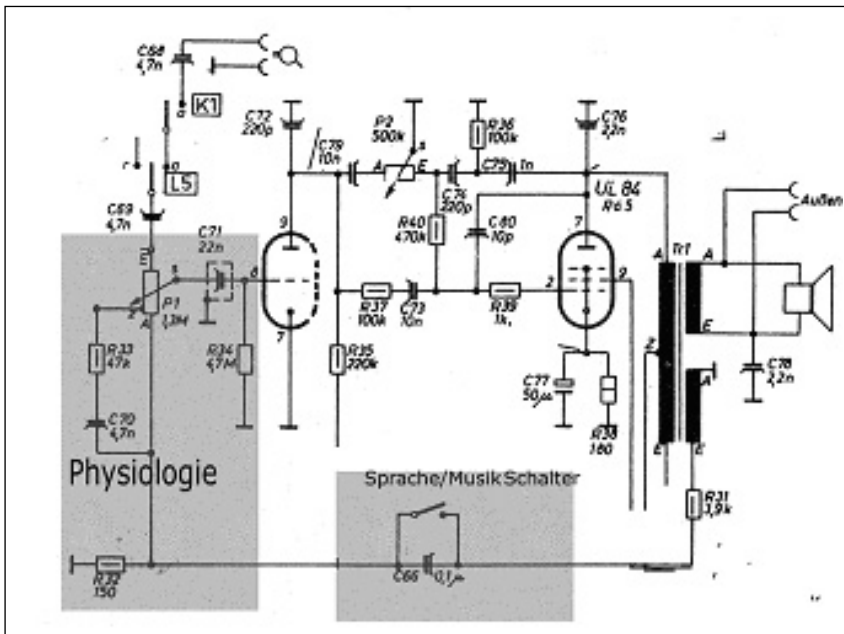 C68
4,7n
K1
a
r
a
L5
C69
4,7n
E
s
P1
1,3M
z
A
R33
47k
C70
4,7n
Physiologie
R32
150
C71
22n
8
R34
4,7M
C72
220p
9
7
C79
10n
P2
500k
s
A
E
R36
100k
C75
1n
C74
220p
R40
470k
C80
10p
R37
100k
C73
10n
R39
1k
R35
220k
C76
2,2n
UL 84
Rö5
7
2
9
C77
50µ
R38
160
Sprache/Musik Schalter
C66
0,1µ
Tr1
A
A
Z
E
A
E
E
Außen
C78
2,2n
R31
3,9k